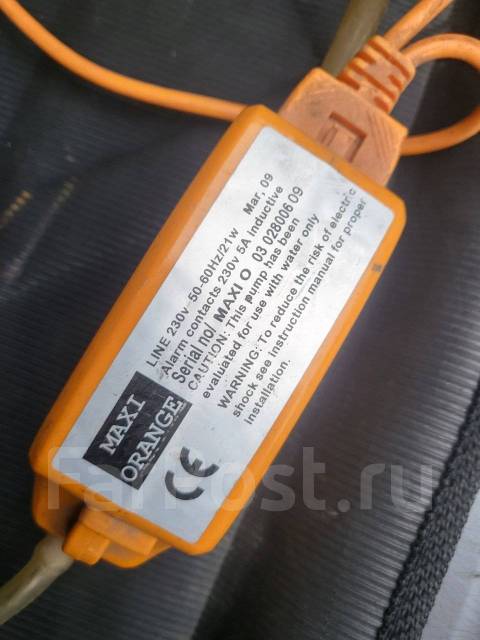 LINE 230v 50-60Hz/21w Mar, 09
Alarm contacts 230v 5A inductive
Serial no/ MAXI O 03 028006 09
CAUTION: This pump has been
evaluated for use with water only
WARNING: To reduce the risk of electric
shock see instruction manual for proper
installation.
MAXI
ORANGE
CE
FarPost.ru